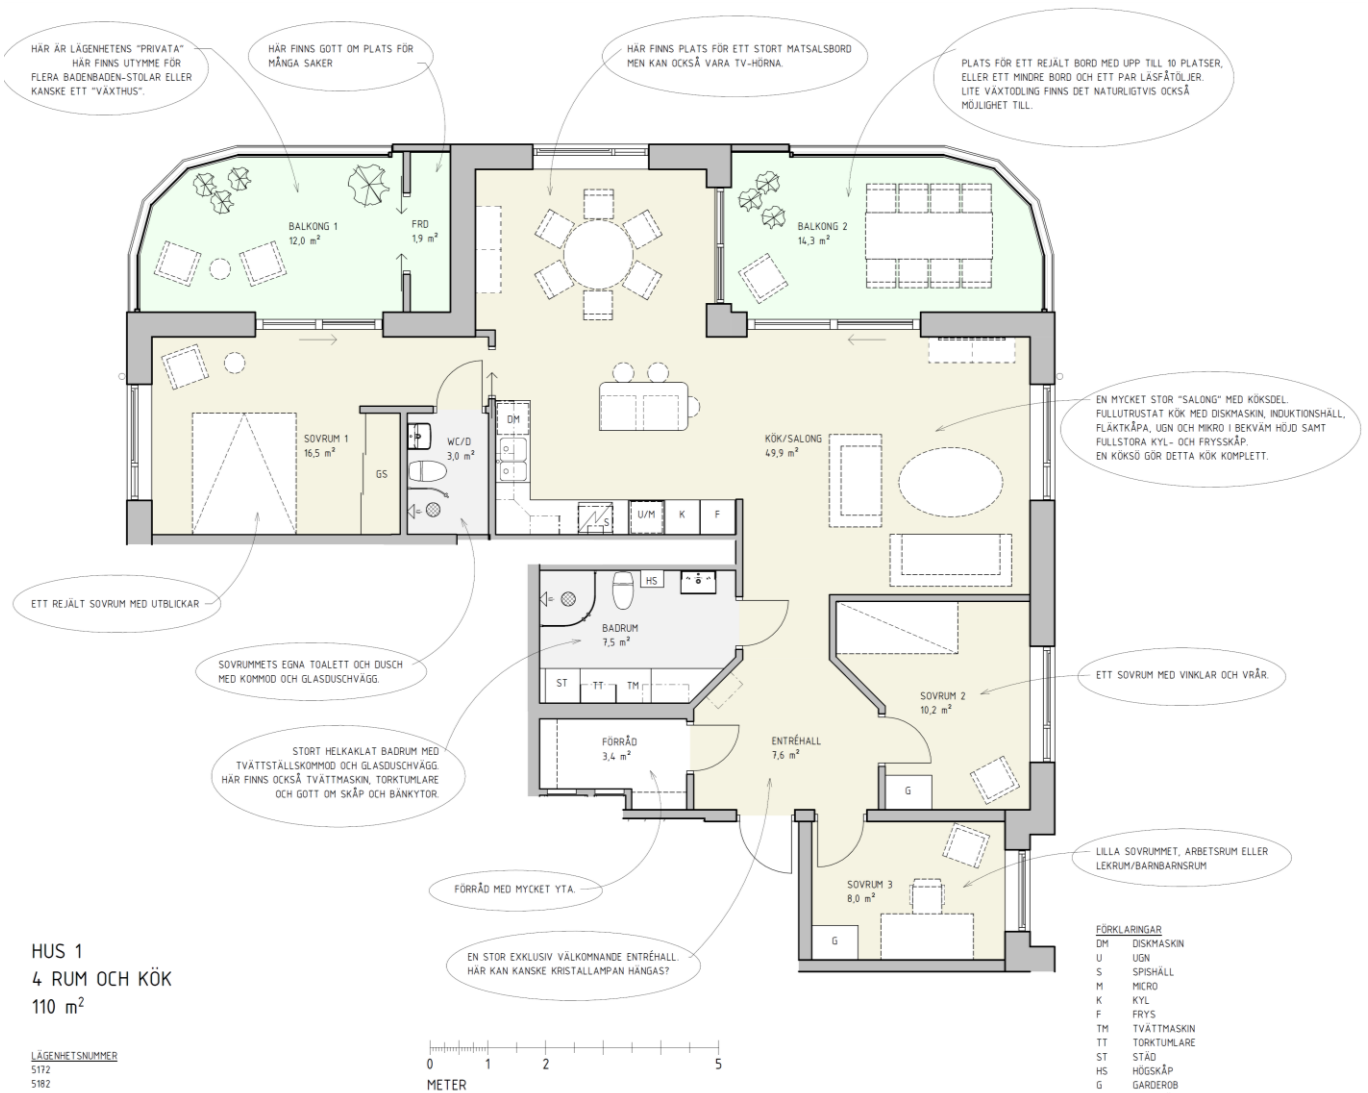 HÄR ÄR LÄGENHETENS "PRIVATA"
HÄR FINNS UTYMME FÖR
FLERA BADENBADEN-STOLAR ELLER
KANSKE ETT "VÄXTHUS".
HÄR FINNS GOTT OM PLATS FÖR
MÅNGA SAKER
HÄR FINNS PLATS FÖR ETT STORT MATSALSBORD
MEN KAN OCKSÅ VARA TV-HÖRNA.
PLATS FÖR ETT REJÄLT BORD MED UPP TILL 10 PLATSER,
ELLER ETT MINDRE BORD OCH ETT PAR LÄSFÅTÖLJER.
LITE VÄXTODLING FINNS DET NATURLIGTVIS OCKSÅ
MÖJLIGHET TILL.
BALKONG 1
12,0 m²
FRD
1,9 m²
BALKONG 2
14,3 m²
SOVRUM 1
16,5 m²
GS
WC/D
3,0 m²
DM
KÖK/SALONG
49,9 m²
S
U/M
K
F
EN MYCKET STOR "SALONG" MED KÖKSDEL.
FULLUTRUSTAT KÖK MED DISKMASKIN, INDUKTIONSHÄLL,
FLÄKTKÅPA, UGN OCH MIKRO I BEKVÄM HÖJD SAMT
FULLSTORA KYL- OCH FRYSSKÅP.
EN KÖKSÖ GÖR DETTA KÖK KOMPLETT.
ETT REJÄLT SOVRUM MED UTBLICKAR
HS
BADRUM
7,5 m²
ST
TT
TM
SOVRUMMETS EGNA TOALETT OCH DUSCH
MED KOMMOD OCH GLASDUSCHVÄGG.
SOVRUM 2
10,2 m²
G
ETT SOVRUM MED VINKLAR OCH VRÅR.
STORT HELKAKLAT BADRUM MED
TVÄTTSTÄLLSKOMMOD OCH GLASDUSCHVÄGG.
HÄR FINNS OCKSÅ TVÄTTMASKIN, TORKTUMLARE
OCH GOTT OM SKÅP OCH BÄNKYTOR.
FÖRRÅD
3,4 m²
ENTRÉHALL
7,6 m²
FÖRRÅD MED MYCKET YTA.
SOVRUM 3
8,0 m²
G
LILLA SOVRUMMET, ARBETSRUM ELLER
LEKRUM/BARNBARNSRUM
EN STOR EXKLUSIV VÄLKOMNANDE ENTRÉHALL.
HÄR KAN KANSKE KRISTALLAMPAN HÄNGAS?
HUS 1
4 RUM OCH KÖK
110 m²
LÄGENHETSNUMMER
5172
5182
0 1 2 5
METER
FÖRKLARINGAR
DM DISKMASKIN
U UGN
S SPISHÄLL
M MICRO
K KYL
F FRYS
TM TVÄTTMASKIN
TT TORKTUMLARE
ST STÄD
HS HÖGSKÅP
G GARDEROB